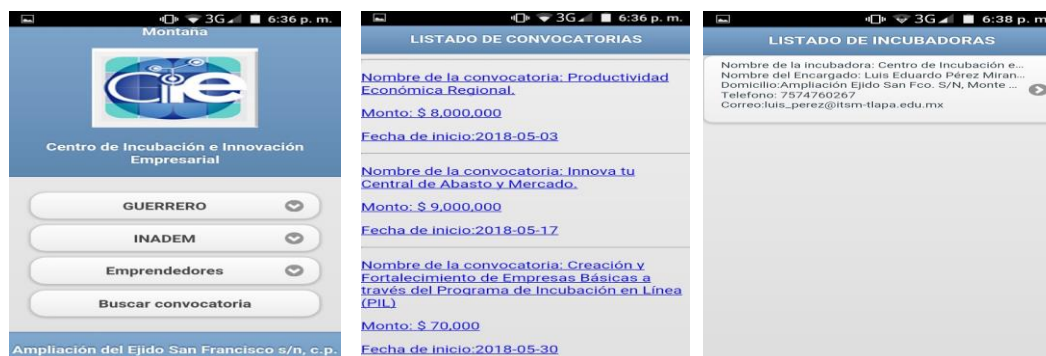 3G 6:36 p. m.
Montaña
CIIE
Centro de Incubación e Innovación
Empresarial
GUERRERO
INADEM
Emprendedores
Buscar convocatoria
Ampliación del Ejido San Francisco s/n, c.p.
3G 6:36 p. m.
LISTADO DE CONVOCATORIAS
Nombre de la convocatoria: Productividad
Económica Regional.
Monto: $ 8,000,000
Fecha de inicio:2018-05-03
Nombre de la convocatoria: Innova tu
Central de Abasto y Mercado.
Monto: $ 9,000,000
Fecha de inicio:2018-05-17
Nombre de la convocatoria: Creación y
Fortalecimiento de Empresas Básicas a
través del Programa de Incubación en Línea
(PIL)
Monto: $ 70,000
Fecha de inicio:2018-05-30
3G 6:38 p. m
LISTADO DE INCUBADORAS
Nombre de la incubadora: Centro de Incubación e...
Nombre del Encargado: Luis Eduardo Pérez Miran...
Domicilio:Ampliación Ejido San Fco. S/N, Monte ...
Telefono: 7574760267
Correo:luis_perez@itsm-tlapa.edu.mx